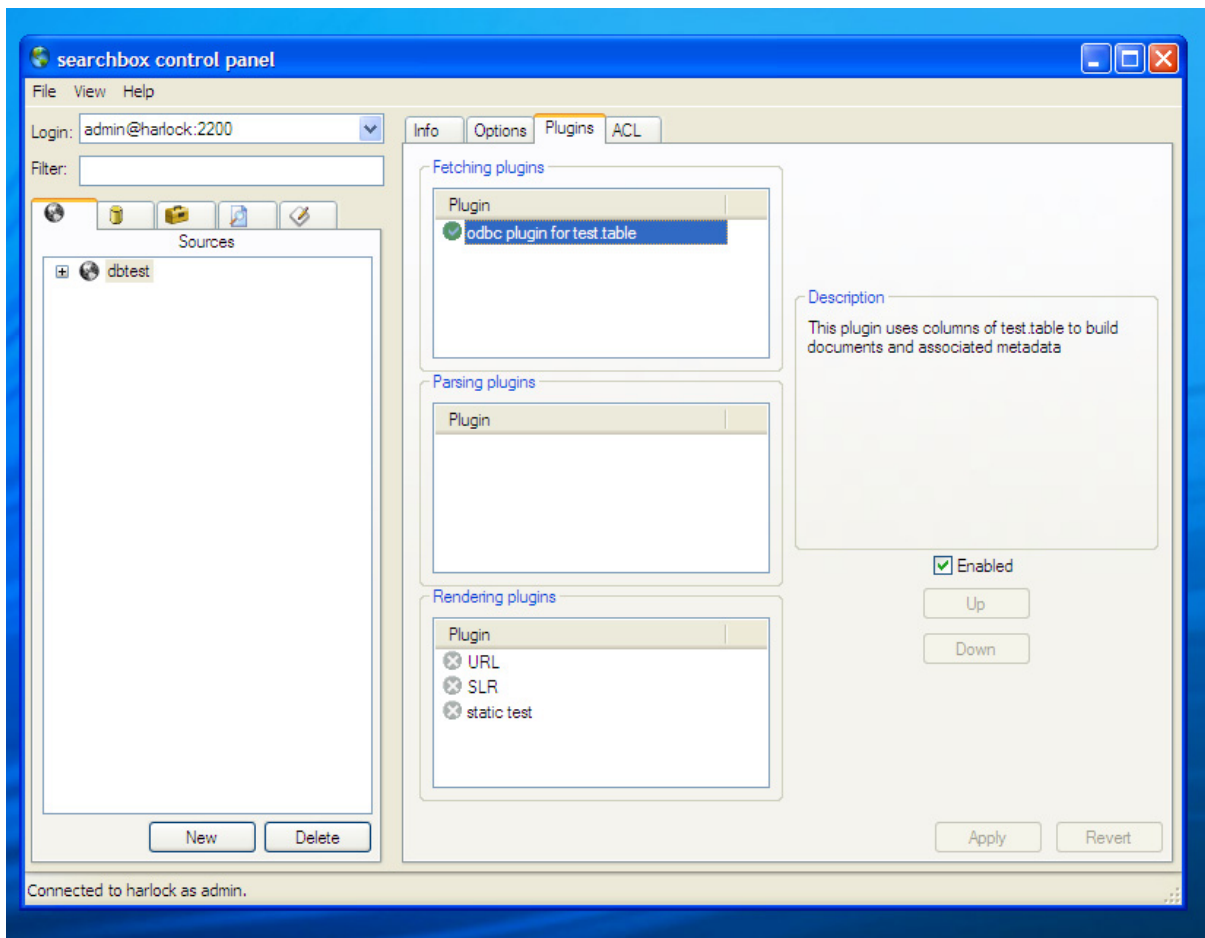 searchbox control panel
File View Help
Login: admin@harlock:2200
Filter:
Sources
dbtest
New Delete
Info Options Plugins ACL
Fetching plugins
Plugin
odbc plugin for test.table
Parsing plugins
Plugin
Rendering plugins
Plugin
URL
SLR
static test
Description
This plugin uses columns of test.table to build
documents and associated metadata
Enabled
Up
Down
Apply Revert
Connected to harlock as admin.